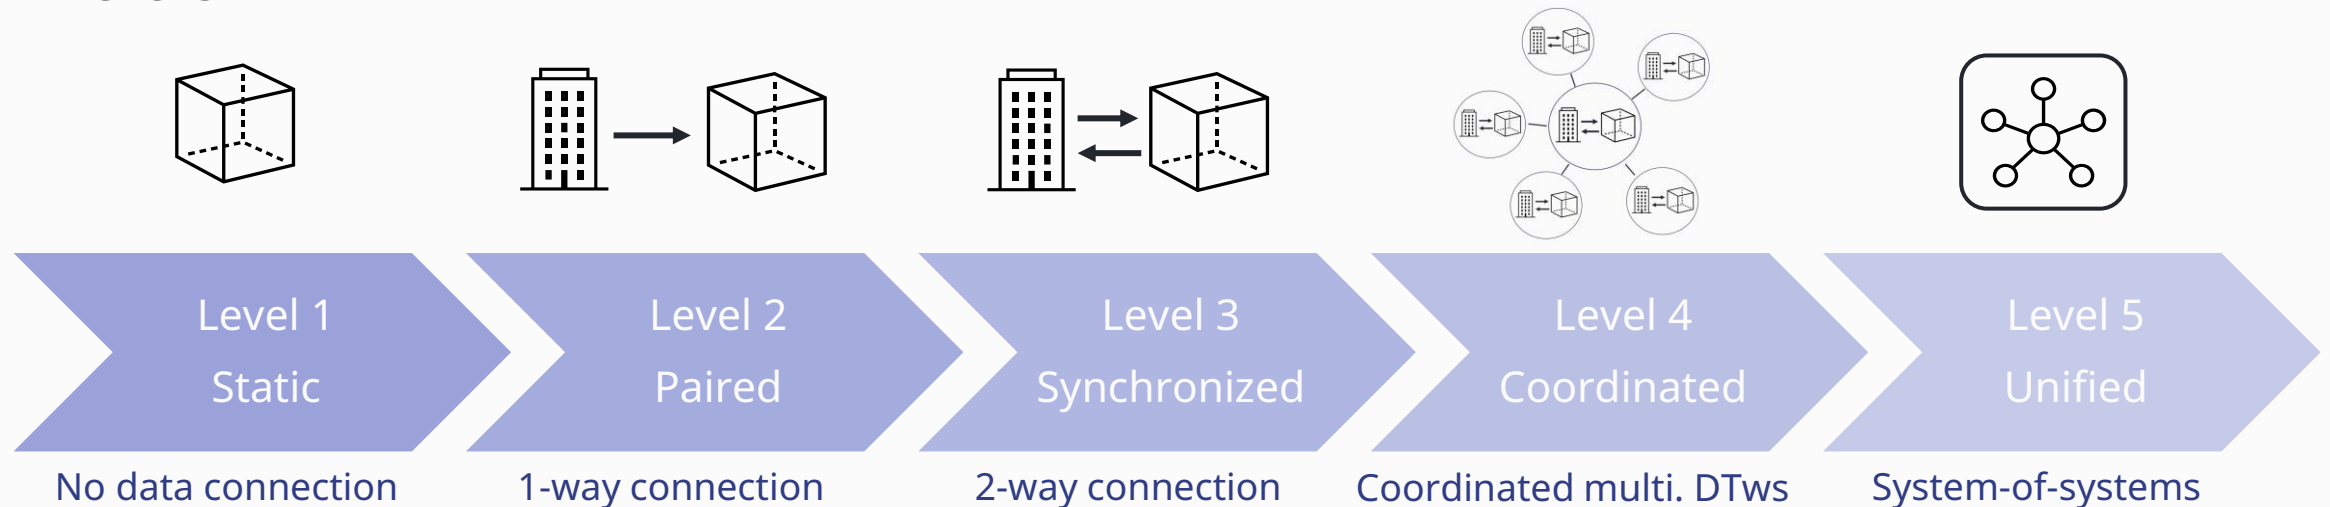 Level 1
Static
No data connection
Level 2
Paired
1-way connection
Level 3
Synchronized
2-way connection
Level 4
Coordinated
Coordinated multi. DTws
Level 5
Unified
System-of-systems